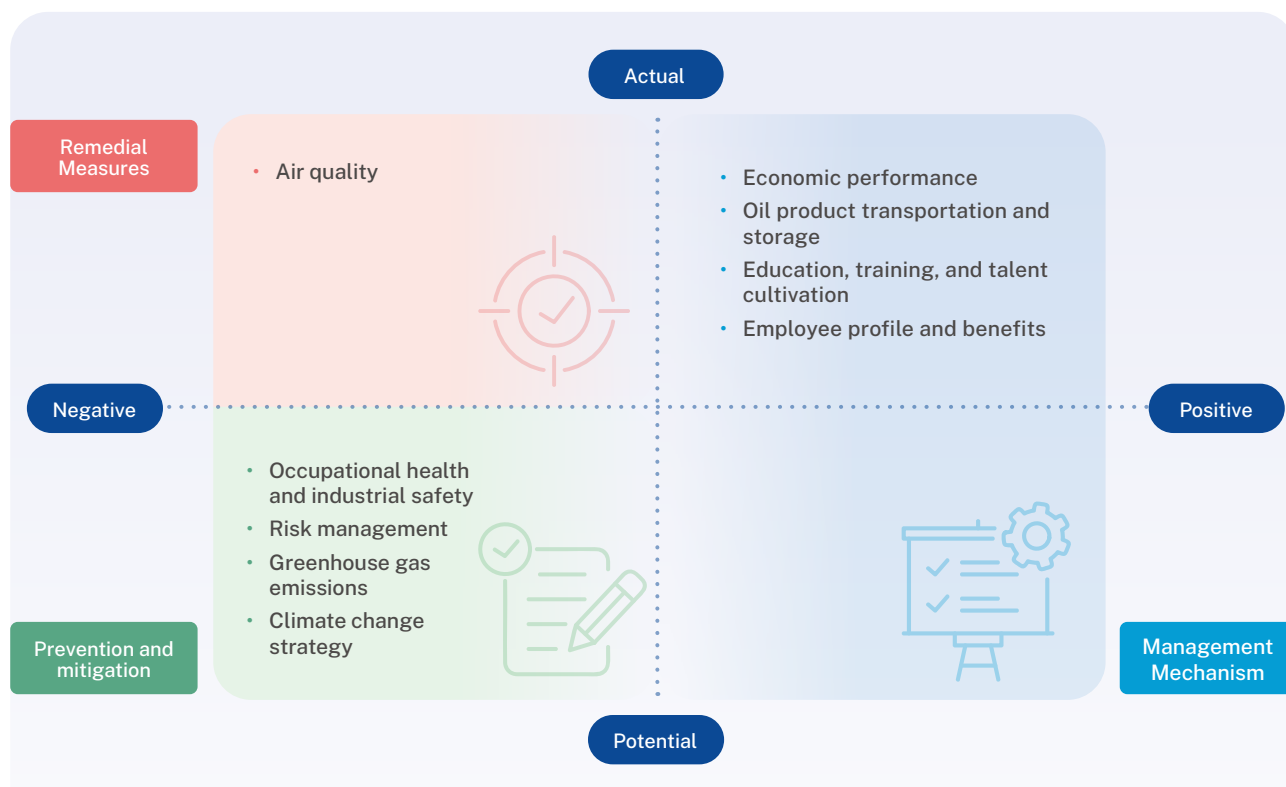 Actual
Remedial
Measures
• Air quality
• Economic performance
• Oil product transportation and
storage
• Education, training, and talent
cultivation
• Employee profile and benefits
Negative
Positive
• Occupational health
and industrial safety
• Risk management
• Greenhouse gas
emissions
• Climate change
strategy
Prevention and
mitigation
Management
Mechanism
Potential